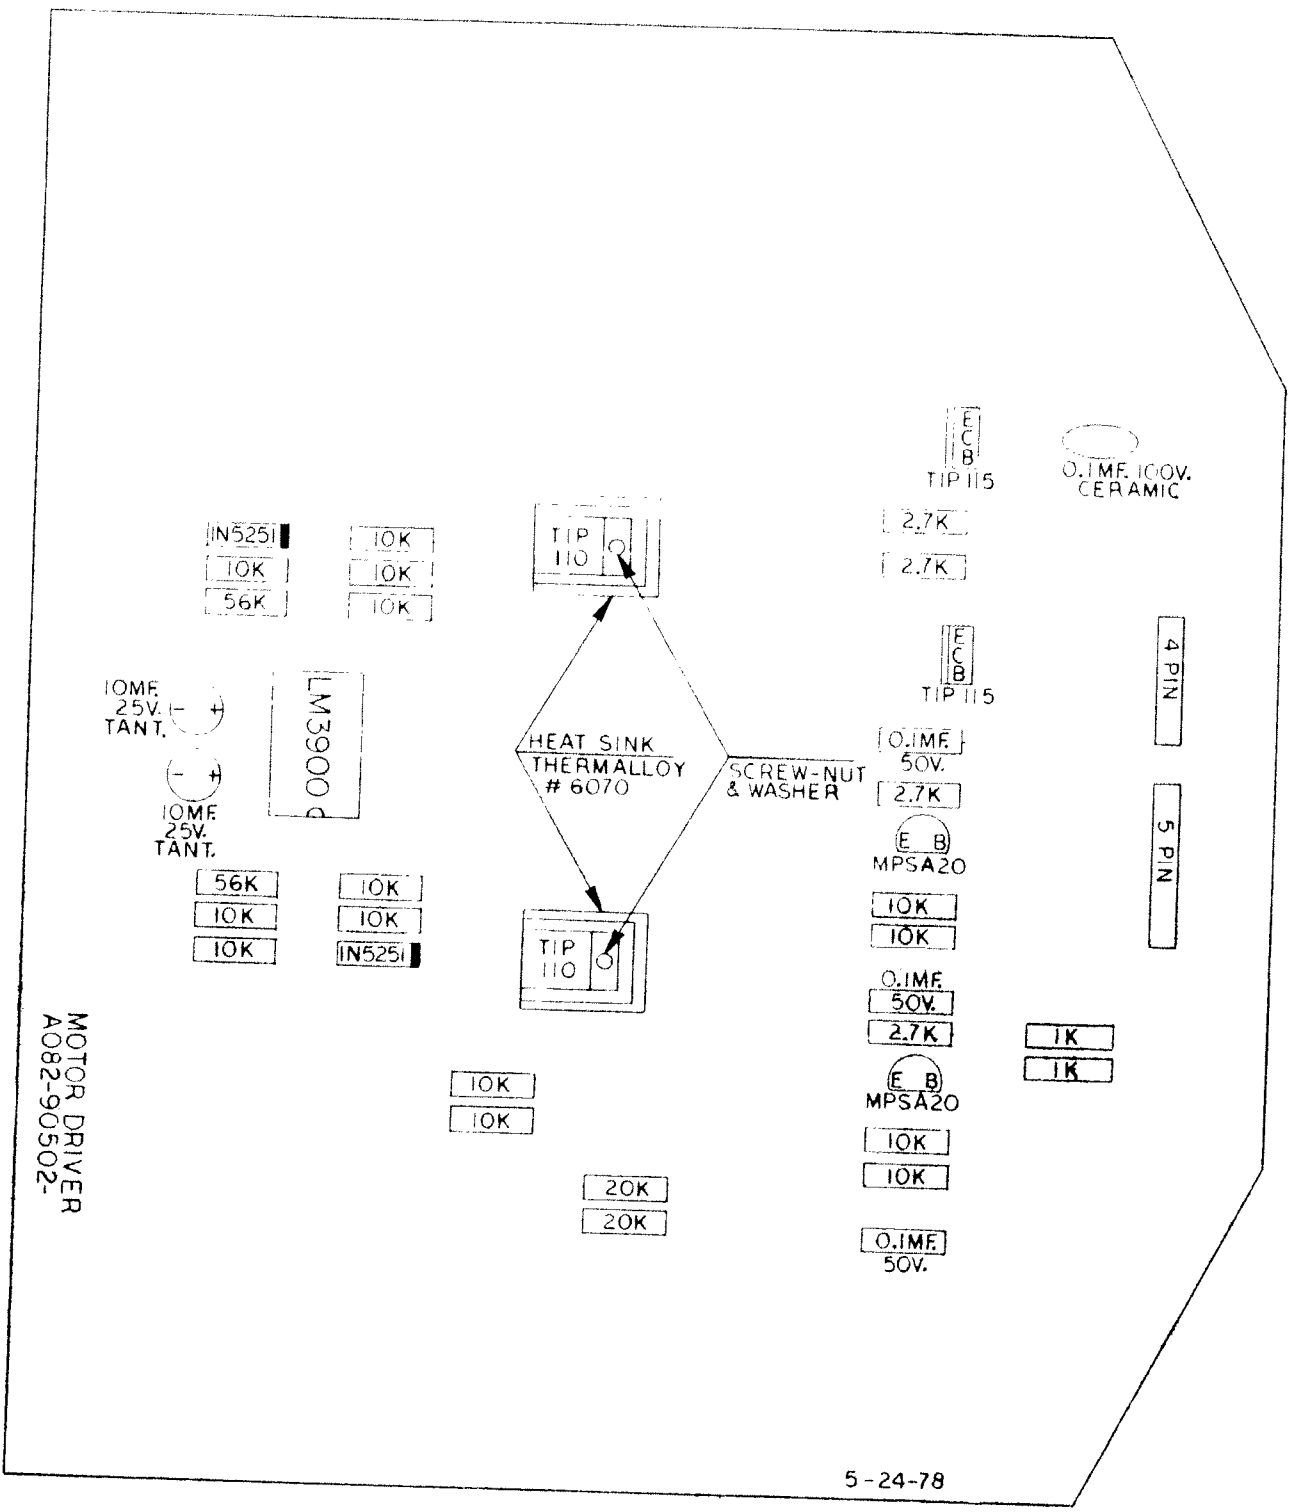 E
C
B
TIP 115
0.1MF. 100V.
CERAMIC
IN5251
10K
10K
10K
56K
10K
TIP
110
2.7K
2.7K
E
C
B
TIP 115
4 PIN
10MF.
25V.
TANT.
- +
LM3900
- +
10MF.
25V.
TANT.
HEAT SINK
THERMALLOY
# 6070
SCREW-NUT
& WASHER
0.1MF.
50V.
2.7K
E B
MPSA20
5 PIN
56K
10K
10K
10K
10K
IN5251
TIP
110
10K
10K
0.1MF.
50V.
2.7K
E B
MPSA20
1K
1K
10K
10K
10K
10K
20K
20K
0.1MF.
50V.
MOTOR DRIVER
A082-90502-
5-24-78